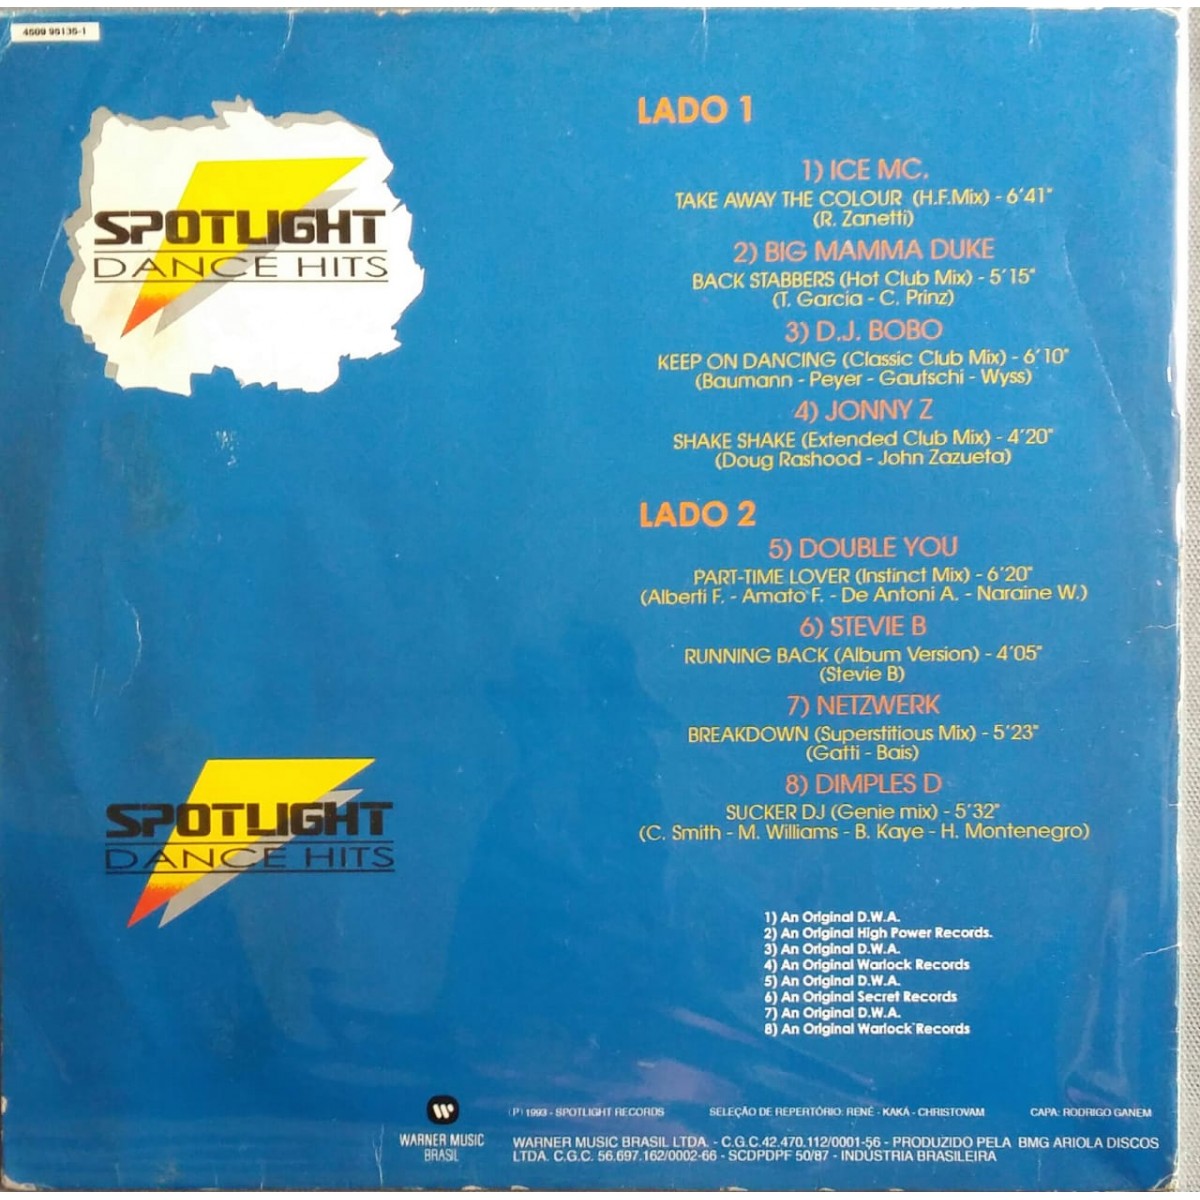 4509 95135-1
SPOTLIGHT
DANCE HITS
LADO 1
1) ICE MC.
TAKE AWAY THE COLOUR (H.F.Mix) - 6'41"
(R. Zanetti)
2) BIG MAMMA DUKE
BACK STABBERS (Hot Club Mix) - 5'15"
(T. Garcia - C. Prinz)
3) D.J. BOBO
KEEP ON DANCING (Classic Club Mix) - 6'10"
(Baumann - Peyer - Gautschi - Wyss)
4) JONNY Z
SHAKE SHAKE (Extended Club Mix) - 4'20"
(Doug Rashood - John Zazueta)
LADO 2
5) DOUBLE YOU
PART-TIME LOVER (Instinct Mix) - 6'20"
(Alberti F. - Amato F. - De Antoni A. - Naraine W.)
6) STEVIE B
RUNNING BACK (Album Version) - 4'05"
(Stevie B)
7) NETZWERK
BREAKDOWN (Superstitious Mix) - 5'23"
(Gatti - Bais)
8) DIMPLES D
SUCKER DJ (Genie mix) - 5'32"
(C. Smith - M. Williams - B. Kaye - H. Montenegro)
SPOTLIGHT
DANCE HITS
1) An Original D.W.A.
2) An Original High Power Records.
3) An Original D.W.A.
4) An Original Warlock Records
5) An Original D.W.A.
6) An Original Secret Records
7) An Original D.W.A.
8) An Original Warlock Records
(P) 1993 - SPOTLIGHT RECORDS SELEÇÃO DE REPERTÓRIO: RENÊ - KAKÁ - CHRISTOVAM CAPA: RODRIGO GANEM
WARNER MUSIC
BRASIL
WARNER MUSIC BRASIL LTDA. - C.G.C.42.470.112/0001-56 - PRODUZIDO PELA BMG ARIOLA DISCOS
LTDA. C.G.C. 56.697.162/0002-66 - SCDPDPF 50/87 - INDÚSTRIA BRASILEIRA